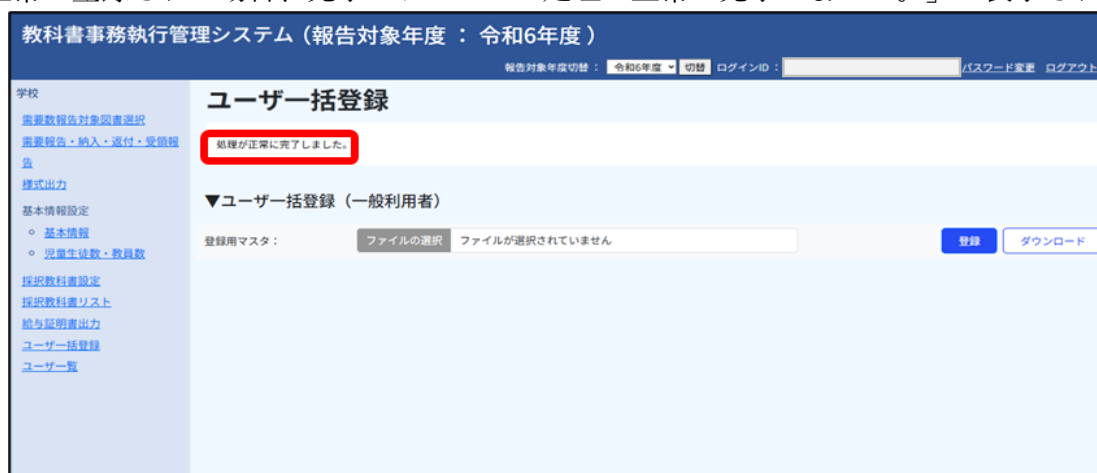 教科書事務執行管理システム（報告対象年度 ： 令和6年度 ）
報告対象年度切替 ： 令和6年度 切替 ログインID ： パスワード変更 ログアウト
学校
需要数報告対象図書選択
需要報告・納入・返付・受領報
告
様式出力
基本情報設定
基本情報
児童生徒数・教員数
採択教科書設定
採択教科書リスト
給与証明書出力
ユーザー括登録
ユーザー覧
ユーザー括登録
処理が正常に完了しました。
▼ユーザー括登録（一般利用者）
登録用マスタ： ファイルの選択 ファイルが選択されていません 登録 ダウンロード